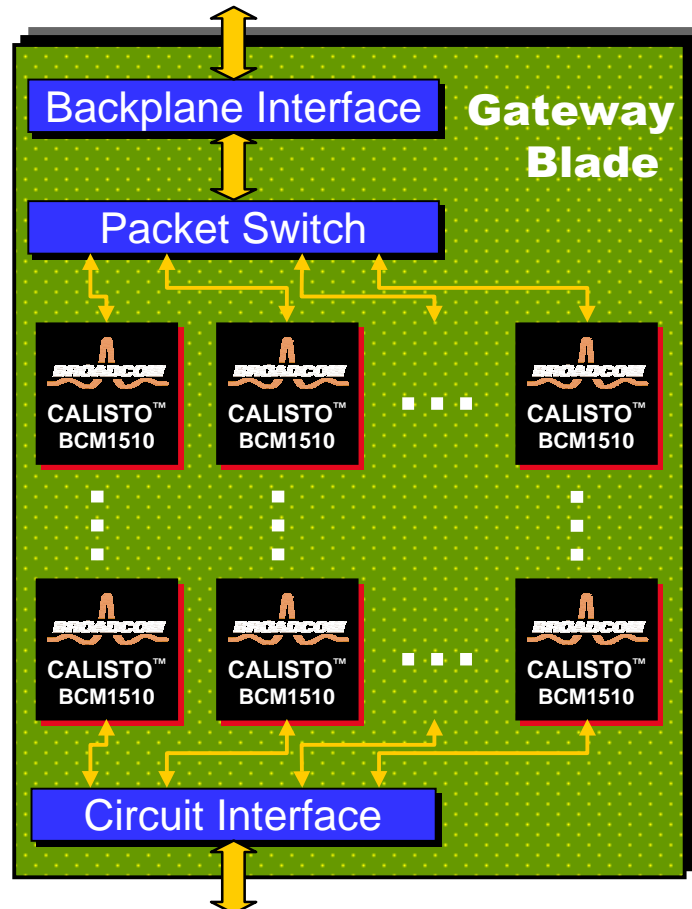 Backplane Interface
Gateway
Blade
Packet Switch
BROADCOM
CALISTO™
BCM1510
BROADCOM
CALISTO™
BCM1510
BROADCOM
CALISTO™
BCM1510
BROADCOM
CALISTO™
BCM1510
BROADCOM
CALISTO™
BCM1510
BROADCOM
CALISTO™
BCM1510
Circuit Interface